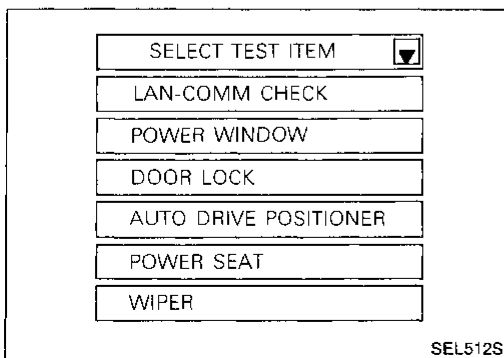 SELECT TEST ITEM
LAN-COMM CHECK
POWER WINDOW
DOOR LOCK
AUTO DRIVE POSITIONER
POWER SEAT
WIPER
SEL512S